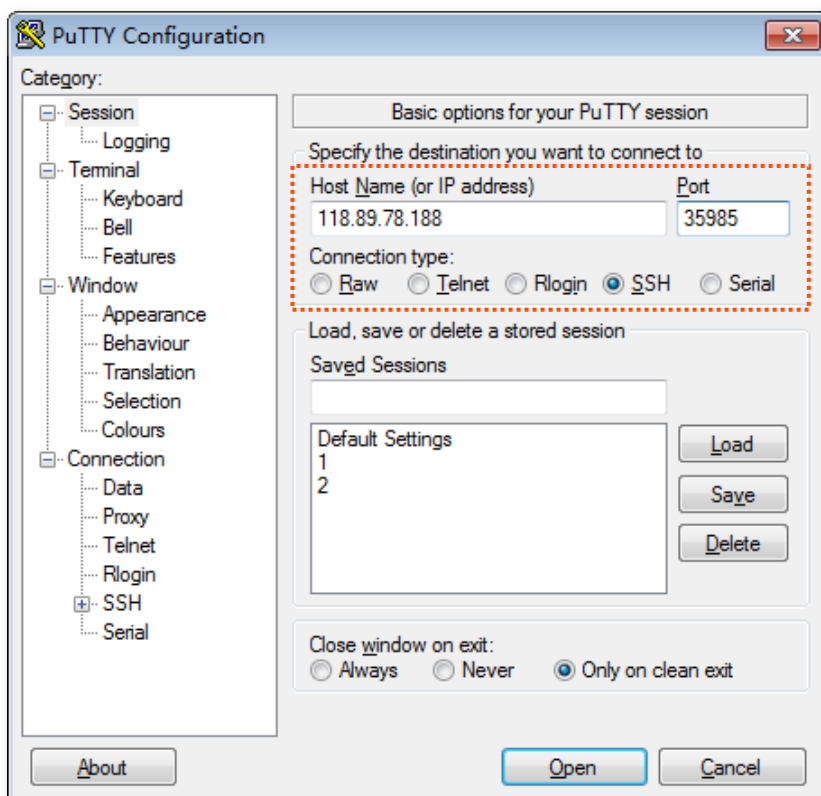 PuTTY Configuration
Category:
Session
Logging
Terminal
Keyboard
Bell
Features
Window
Appearance
Behaviour
Translation
Selection
Colours
Connection
Data
Proxy
Telnet
Rlogin
SSH
Serial
Basic options for your PuTTY session
Specify the destination you want to connect to
Host Name (or IP address) Port
118.89.78.188 35985
Connection type:
Raw Telnet Rlogin SSH Serial
Load, save or delete a stored session
Saved Sessions
Default Settings
1
2
Load
Save
Delete
Close window on exit:
Always Never Only on clean exit
About Open Cancel